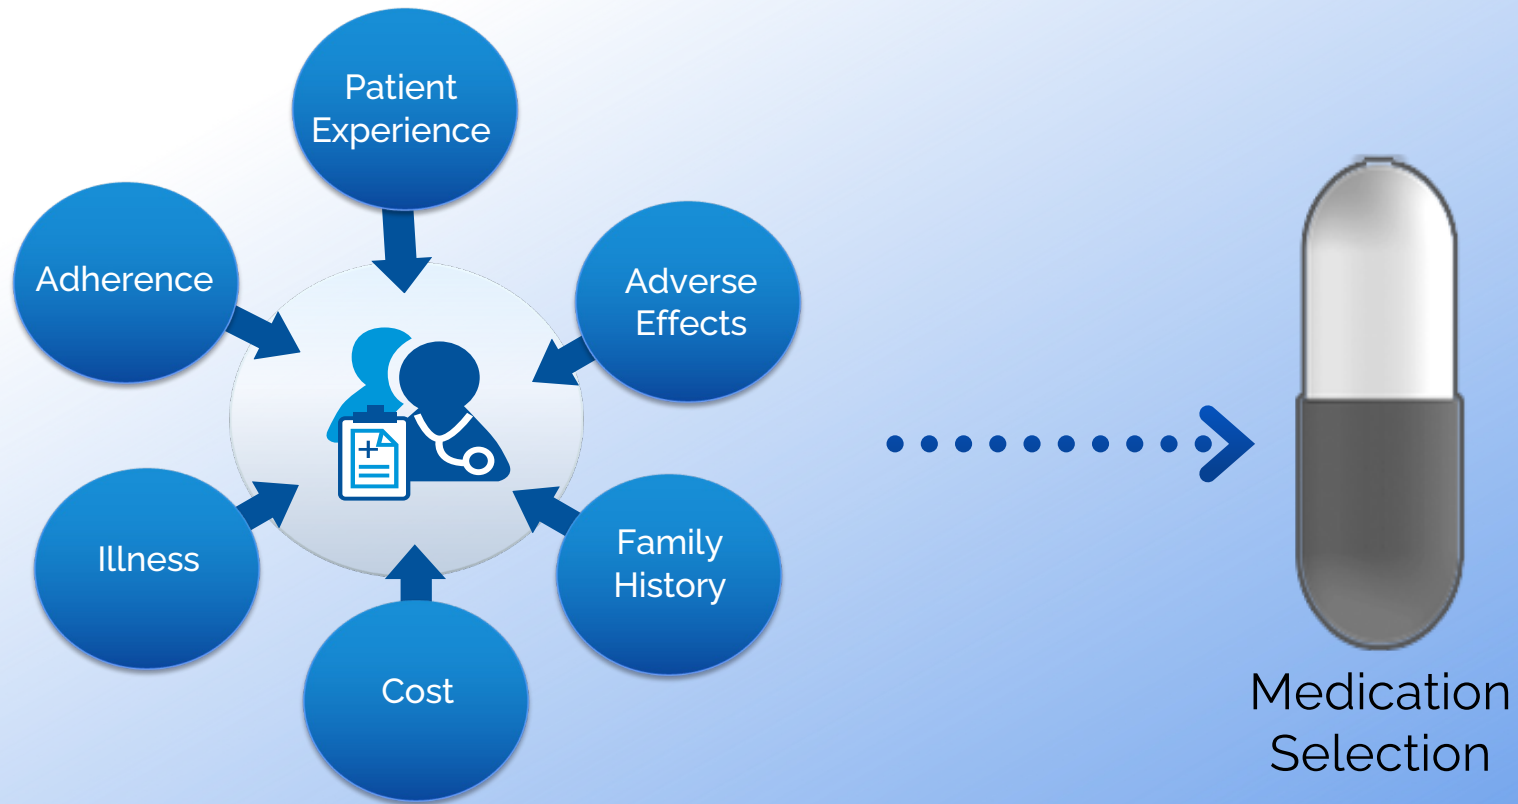 Patient
Experience
Adherence
Adverse
Effects
Illness
Family
History
Cost
Medication
Selection